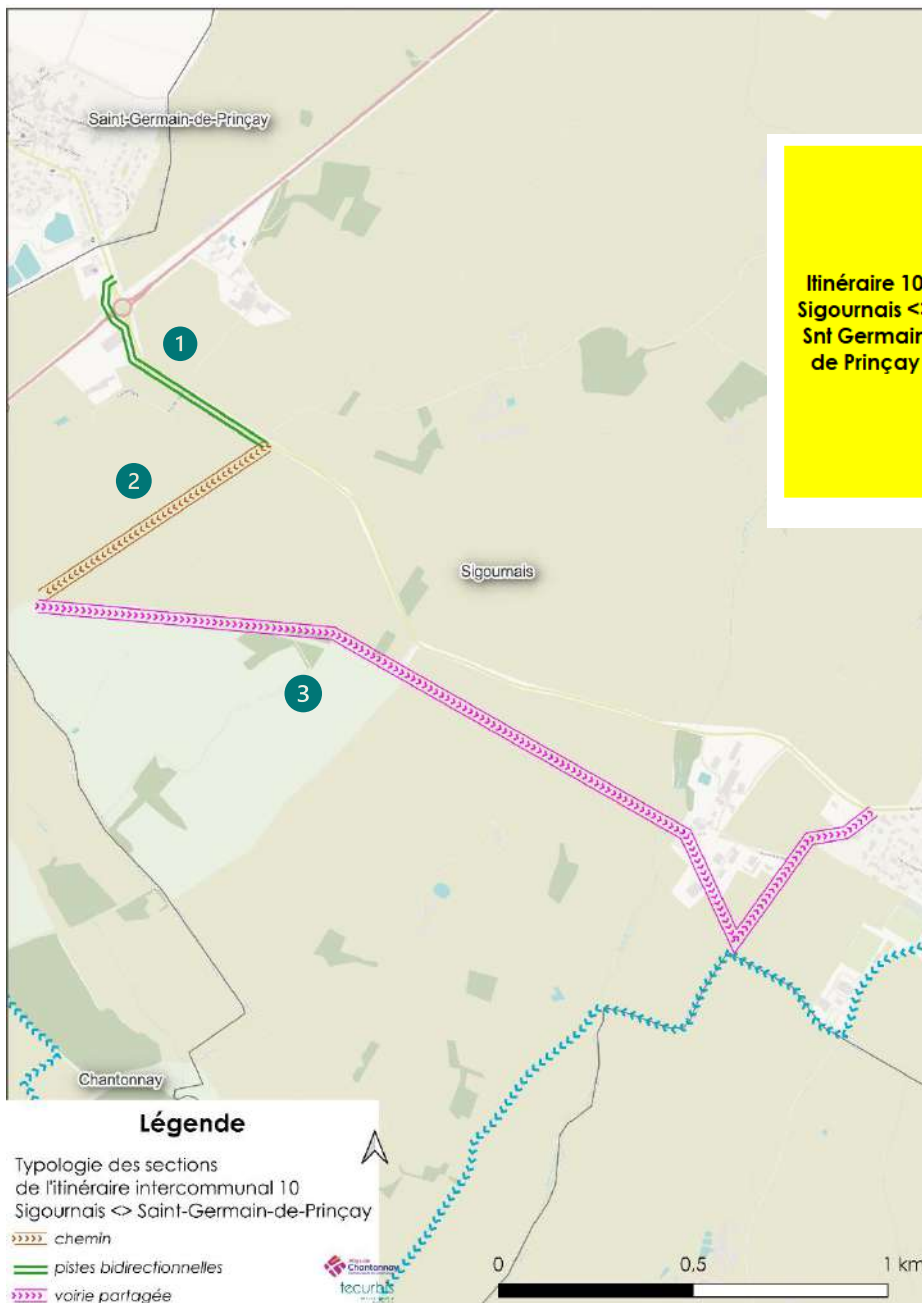 Saint-Germain-de-Prinçay
Itinéraire 10
Sigournais <>
Snt Germain
de Prinçay
1
2
Sigournais
3
Chantonnay
Légende
Typologie des sections
de l'itinéraire intercommunal 10
Sigournais <> Saint-Germain-de-Prinçay
chemin
pistes bidirectionnelles
voirie partagée
Chantonnay
tecurbis
0
0,5
1 km